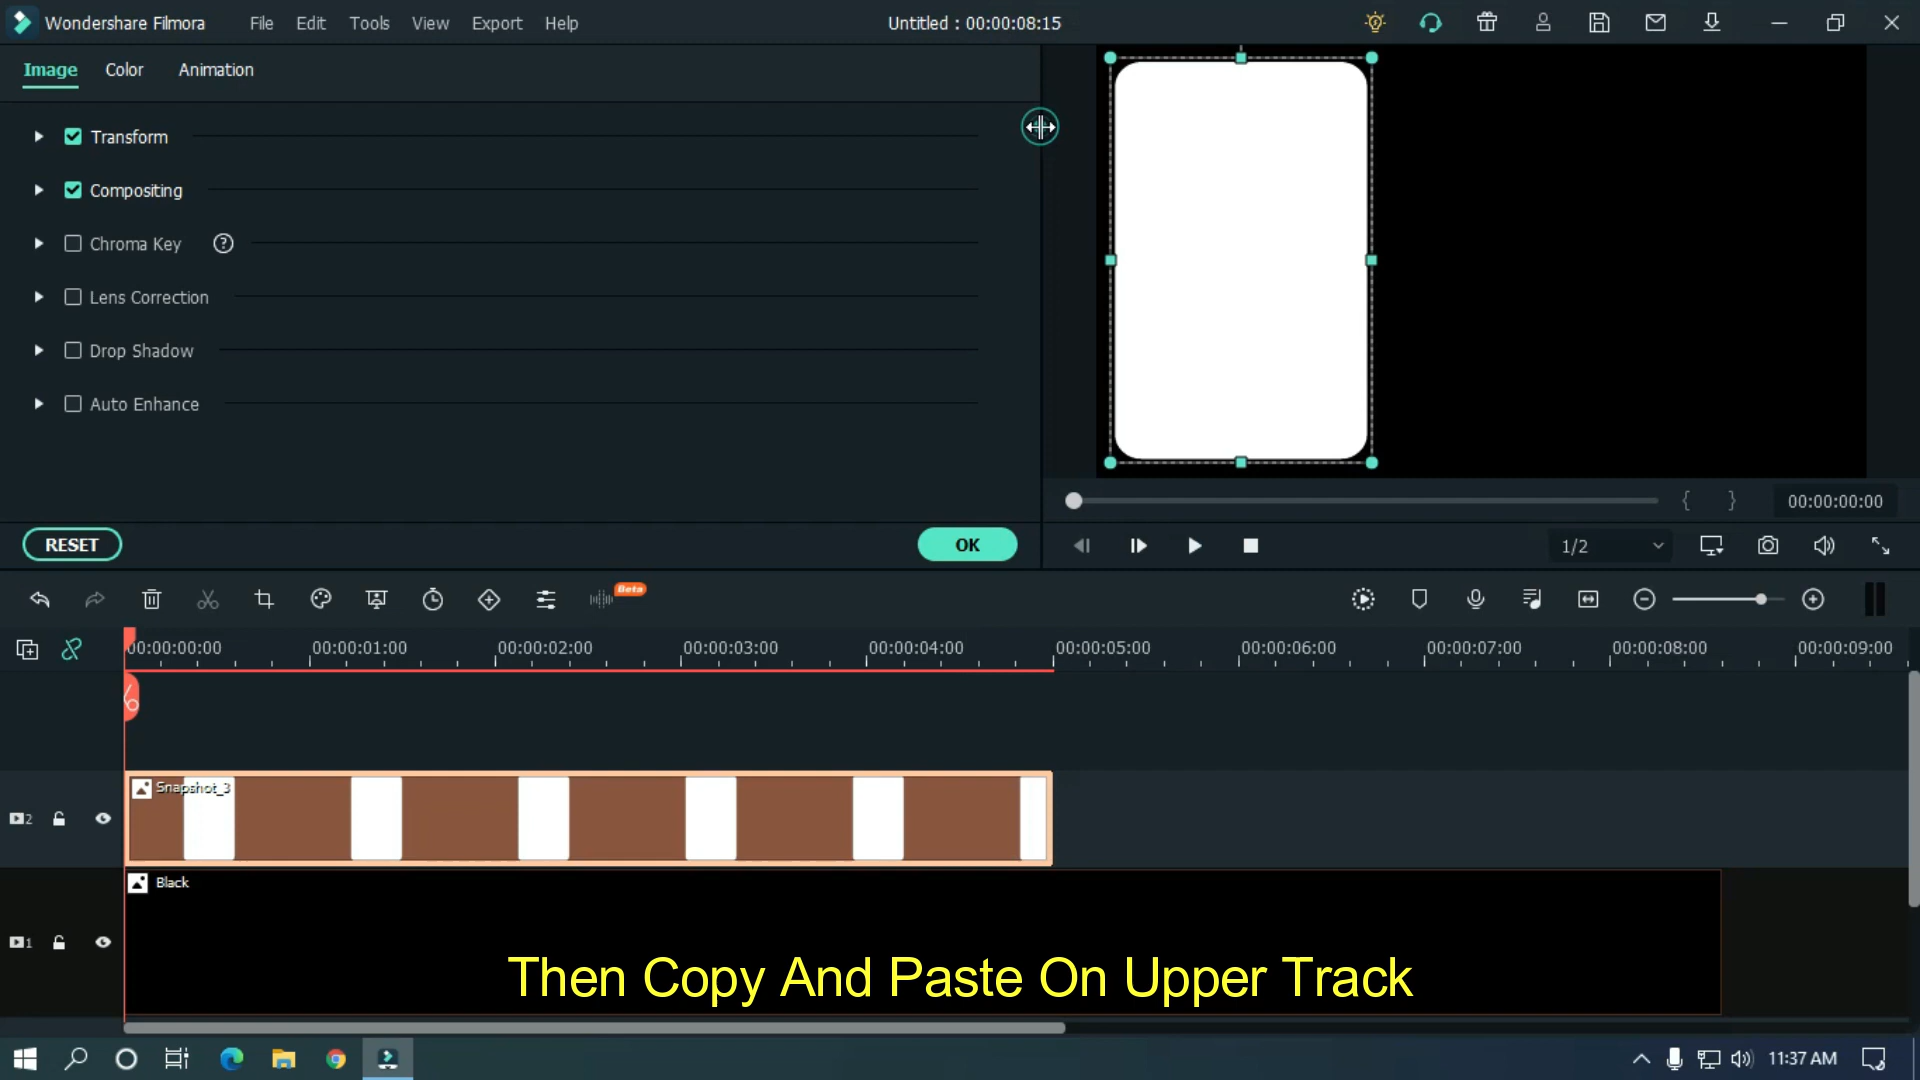 Wondershare Filmora File Edit Tools View Export Help Untitled : 00:00:08:15
Image Color Animation
Transform
Compositing
Chroma Key ?
Lens Correction
Drop Shadow
Auto Enhance
{ } 00:00:00:00
RESET OK 1/2
Beta
00:00:00:00 00:00:01:00 00:00:02:00 00:00:03:00 00:00:04:00 00:00:05:00 00:00:06:00 00:00:07:00 00:00:08:00 00:00:09:00
Snapshot_3
2
Black
1
Then Copy And Paste On Upper Track
11:37 AM